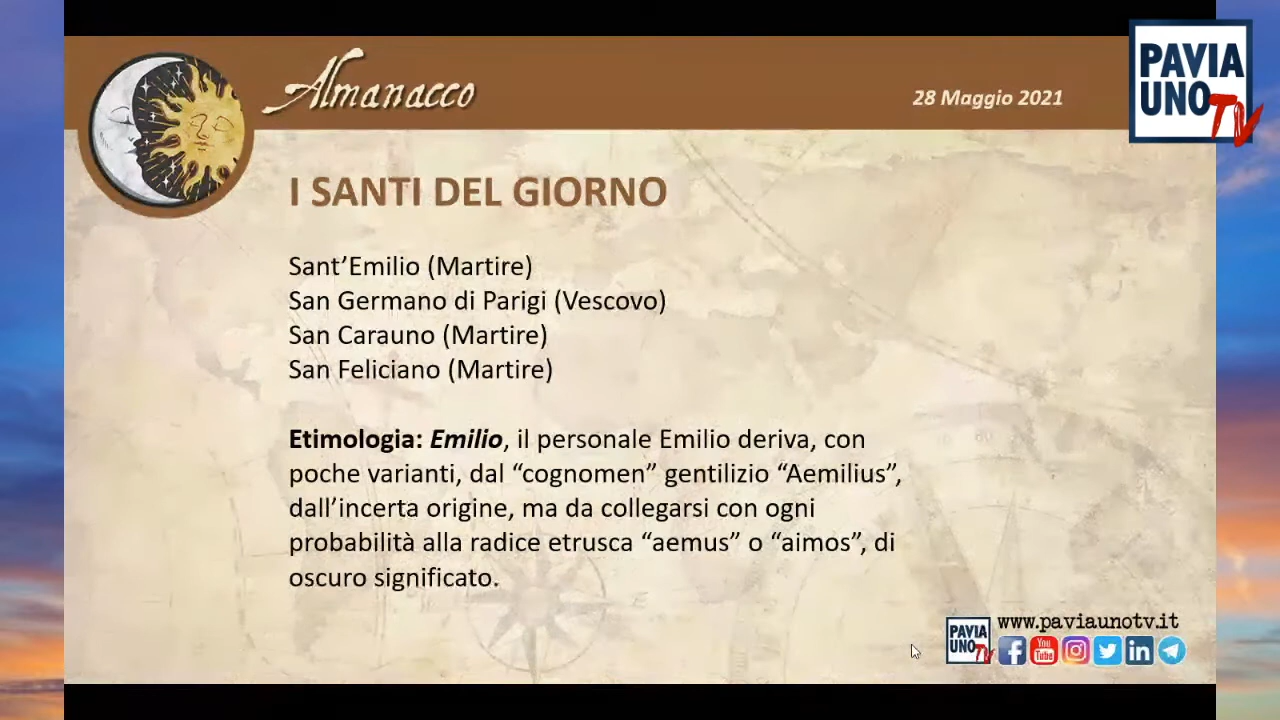 Almanacco
28 Maggio 2021
PAVIA
UNO TV
I SANTI DEL GIORNO
Sant’Emilio (Martire)
San Germano di Parigi (Vescovo)
San Carauno (Martire)
San Feliciano (Martire)
Etimologia: Emilio, il personale Emilio deriva, con
poche varianti, dal “cognomen” gentilizio “Aemilius”,
dall’incerta origine, ma da collegarsi con ogni
probabilità alla radice etrusca “aemus” o “aimos”, di
oscuro significato.
www.paviaunotv.it
PAVIA
UNO TV
You
Tube